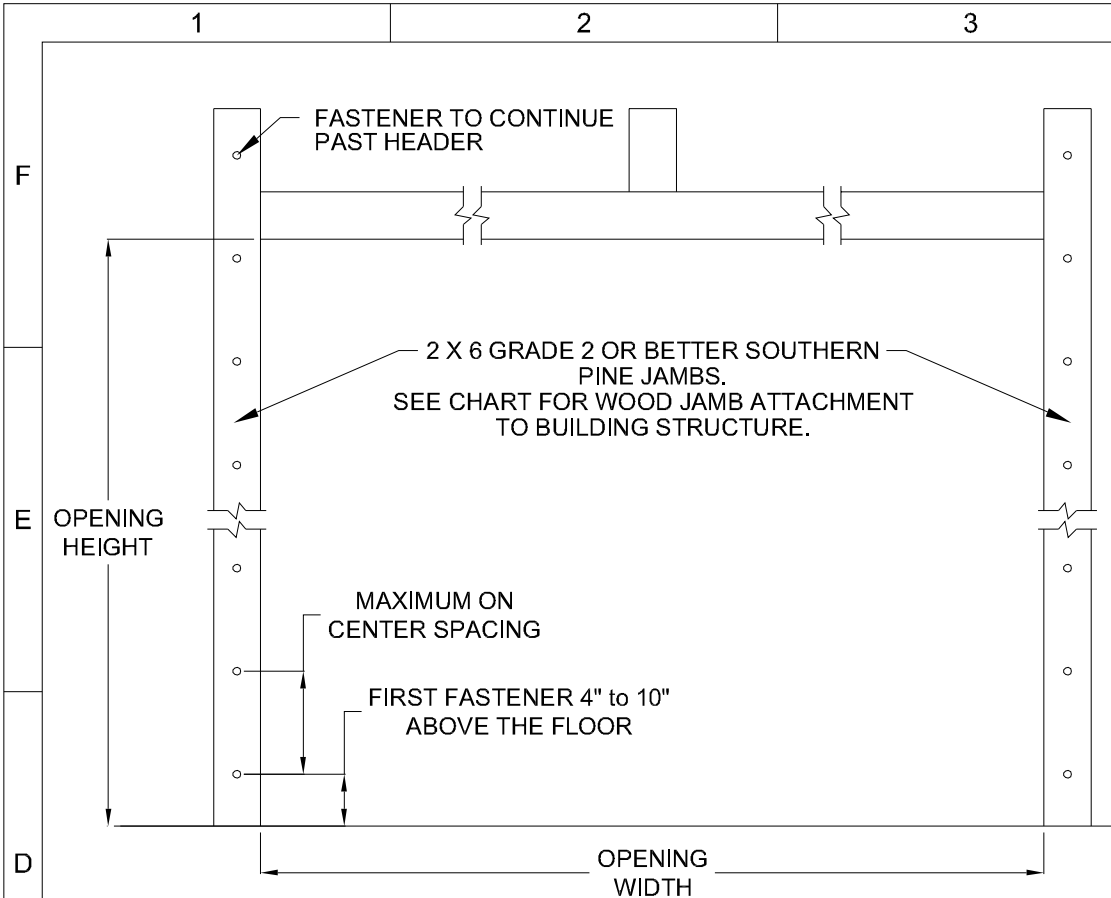 1 2 3
FASTENER TO CONTINUE
PAST HEADER
F
2 X 6 GRADE 2 OR BETTER SOUTHERN
PINE JAMBS.
SEE CHART FOR WOOD JAMB ATTACHMENT
TO BUILDING STRUCTURE.
E
OPENING
HEIGHT
MAXIMUM ON
CENTER SPACING
FIRST FASTENER 4" to 10"
ABOVE THE FLOOR
D
OPENING
WIDTH